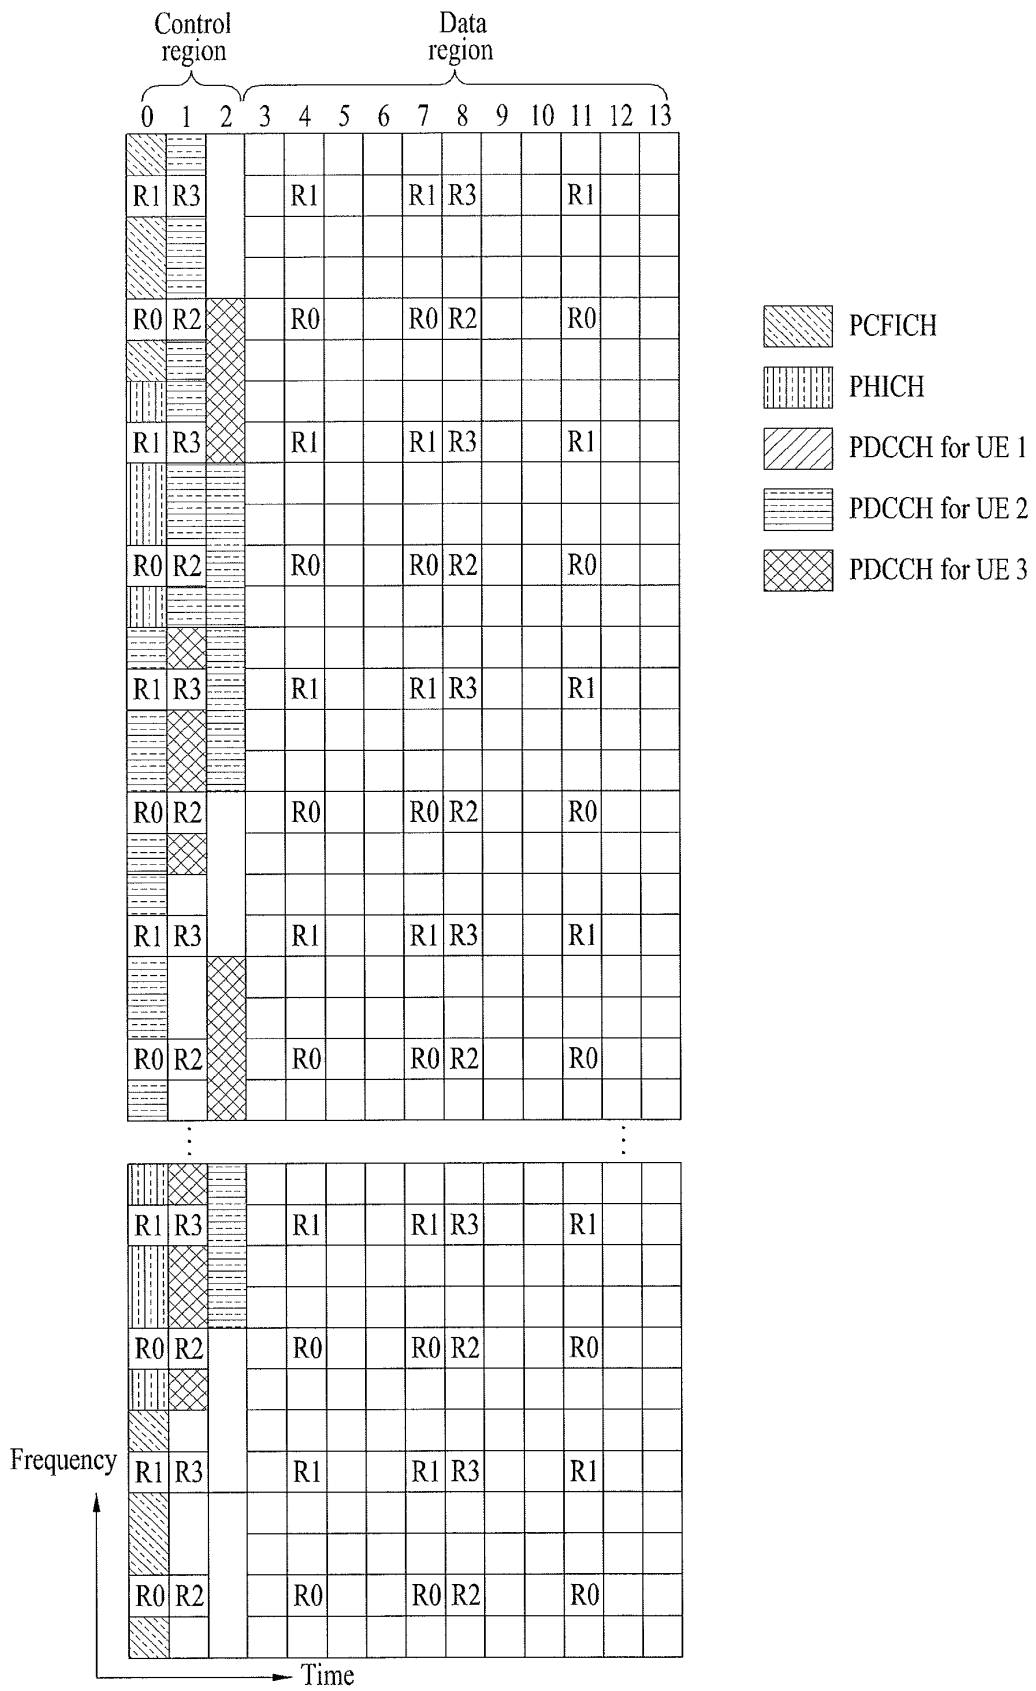 Control region
Data region
0 1 2 3 4 5 6 7 8 9 10 11 12 13
R1 R3 R1 R1 R3 R1
R0 R2 R0 R0 R2 R0
R1 R3 R1 R1 R3 R1
R0 R2 R0 R0 R2 R0
R1 R3 R1 R1 R3 R1
R0 R2 R0 R0 R2 R0
R1 R3 R1 R1 R3 R1
R0 R2 R0 R0 R2 R0
R1 R3 R1 R1 R3 R1
R0 R2 R0 R0 R2 R0
R1 R3 R1 R1 R3 R1
R0 R2 R0 R0 R2 R0
PCFICH
PHICH
PDCCH for UE 1
PDCCH for UE 2
PDCCH for UE 3
Frequency
Time